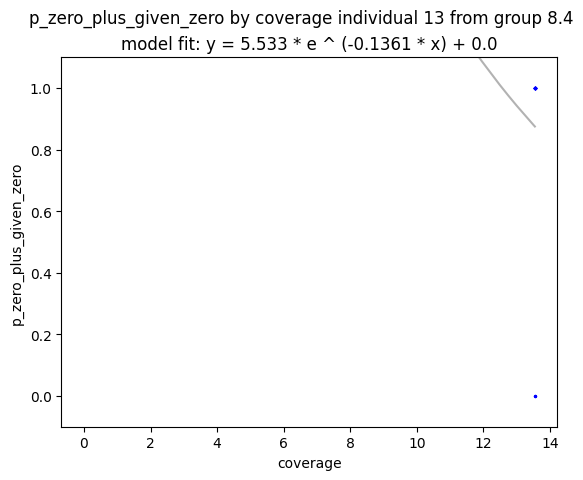 p_zero_plus_given_zero by coverage individual 13 from group 8.4
model fit: y = 5.533 * e ^ (-0.1361 * x) + 0.0
1.0
0.8
0.6
0.4
0.2
0.0
p_zero_plus_given_zero
0 2 4 6 8 10 12 14
coverage